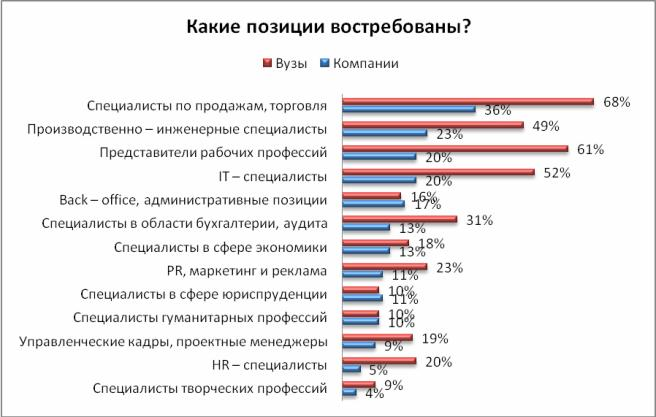 Какие позиции востребованы?
Вузы Компании
Специалисты по продажам, торговля 68% 36%
Производственно – инженерные специалисты 49% 23%
Представители рабочих профессий 61% 20%
IT – специалисты 52% 20%
Back – office, административные позиции 16% 17%
Специалисты в области бухгалтерии, аудита 31% 13%
Специалисты в сфере экономики 18% 13%
PR, маркетинг и реклама 23% 11%
Специалисты в сфере юриспруденции 10% 11%
Специалисты гуманитарных профессий 10% 10%
Управленческие кадры, проектные менеджеры 19% 9%
HR – специалисты 20% 5%
Специалисты творческих профессий 9% 4%